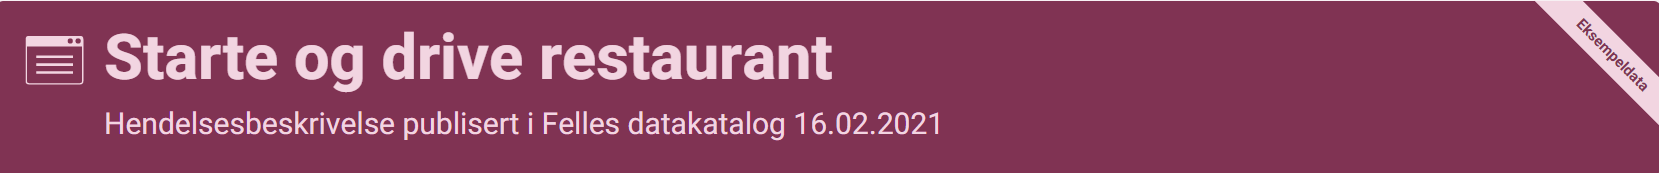 Starte og drive restaurant
Hendelsesbeskrivelse publisert i Felles datakatalog 16.02.2021
Eksempeldata